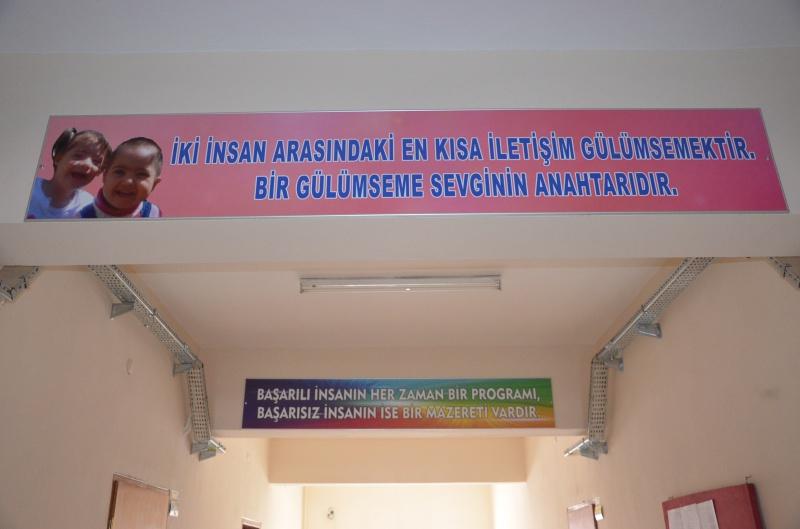 İKİ İNSAN ARASINDAKİ EN KISA İLETİŞİM GÜLÜMSEMEKTİR.
BİR GÜLÜMSEME SEVGİNİN ANAHTARIDIR.
BAŞARILI İNSANIN HER ZAMAN BİR PROGRAMI,
BAŞARISIZ İNSANIN İSE BİR MAZERETİ VARDIR.